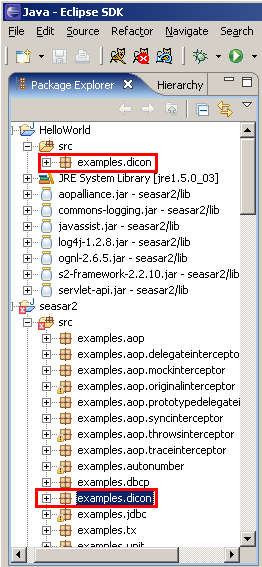 Java - Eclipse SDK
File Edit Source Refactor Navigate Search
Package Explorer Hierarchy
HelloWorld
src
examples.dicon
JRE System Library [jre1.5.0_03]
aopalliance.jar - seasar2/lib
commons-logging.jar - seasar2/lib
javassist.jar - seasar2/lib
log4j-1.2.8.jar - seasar2/lib
ognl-2.6.5.jar - seasar2/lib
s2-framework-2.2.10.jar - seasar2/lib
servlet-api.jar - seasar2/lib
seasar2
src
examples.aop
examples.aop.delegateintercepto
examples.aop.mockinterceptor
examples.aop.originalinterceptor
examples.aop.prototypedelegatei
examples.aop.syncinterceptor
examples.aop.throwsinterceptor
examples.aop.traceinterceptor
examples.autonumber
examples.dbcp
examples.dicon
examples.jdbc
examples.tx
examples.unit